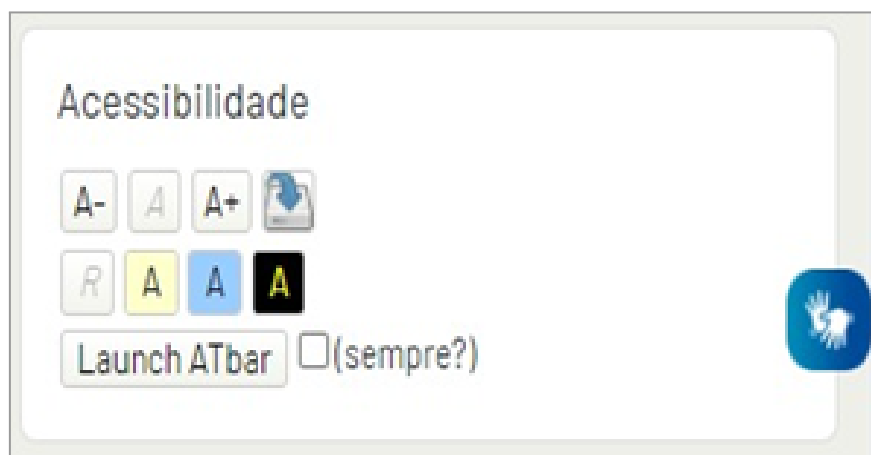 Acessibilidade
A- A A+
R A A A
Launch ATbar (sempre?)